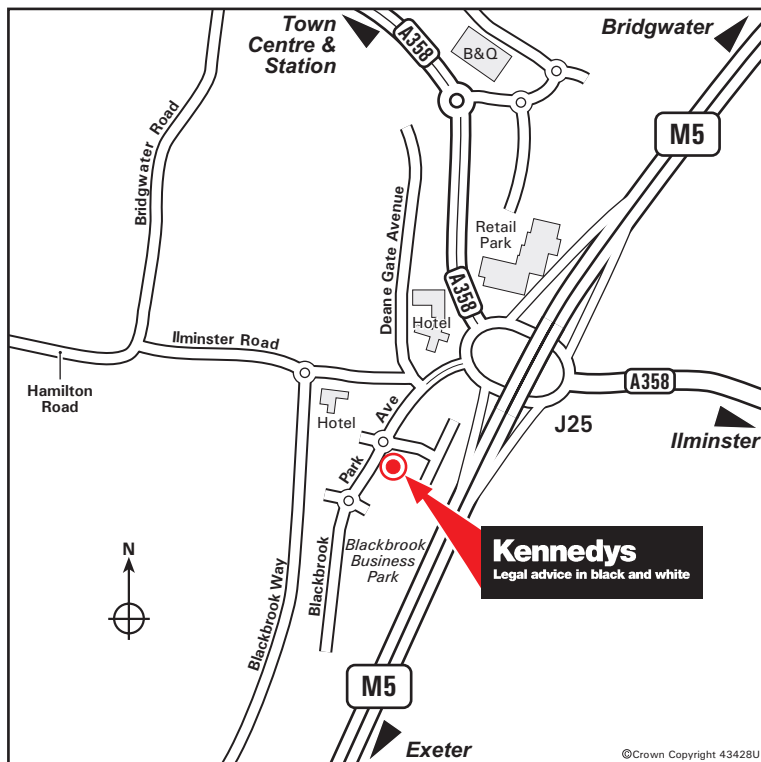 Town
Centre &
Station
A358
B&Q
Bridgwater
M5
Bridgwater Road
Deane Gate Avenue
Retail
Park
A358
Hotel
Ilminster Road
Hamilton
Road
A358
Hotel
J25
Ilminster
Blackbrook Park Ave
Blackbrook
Business
Park
Kennedys
Legal advice in black and white
N
Blackbrook Way
M5
Exeter
©Crown Copyright 43428U